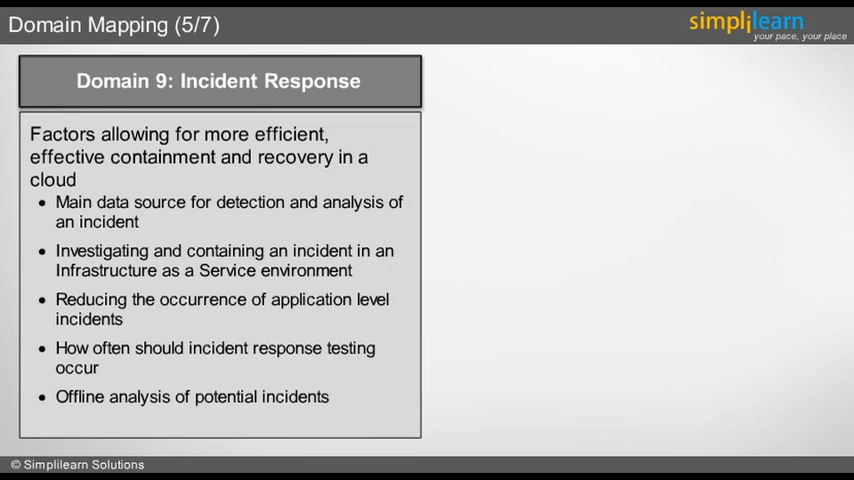 Domain Mapping (5/7)
simplilearn
your pace, your place
Domain 9: Incident Response
Factors allowing for more efficient,
effective containment and recovery in a
cloud
• Main data source for detection and analysis of
an incident
• Investigating and containing an incident in an
Infrastructure as a Service environment
• Reducing the occurrence of application level
incidents
• How often should incident response testing
occur
• Offline analysis of potential incidents
© Simplilearn Solutions